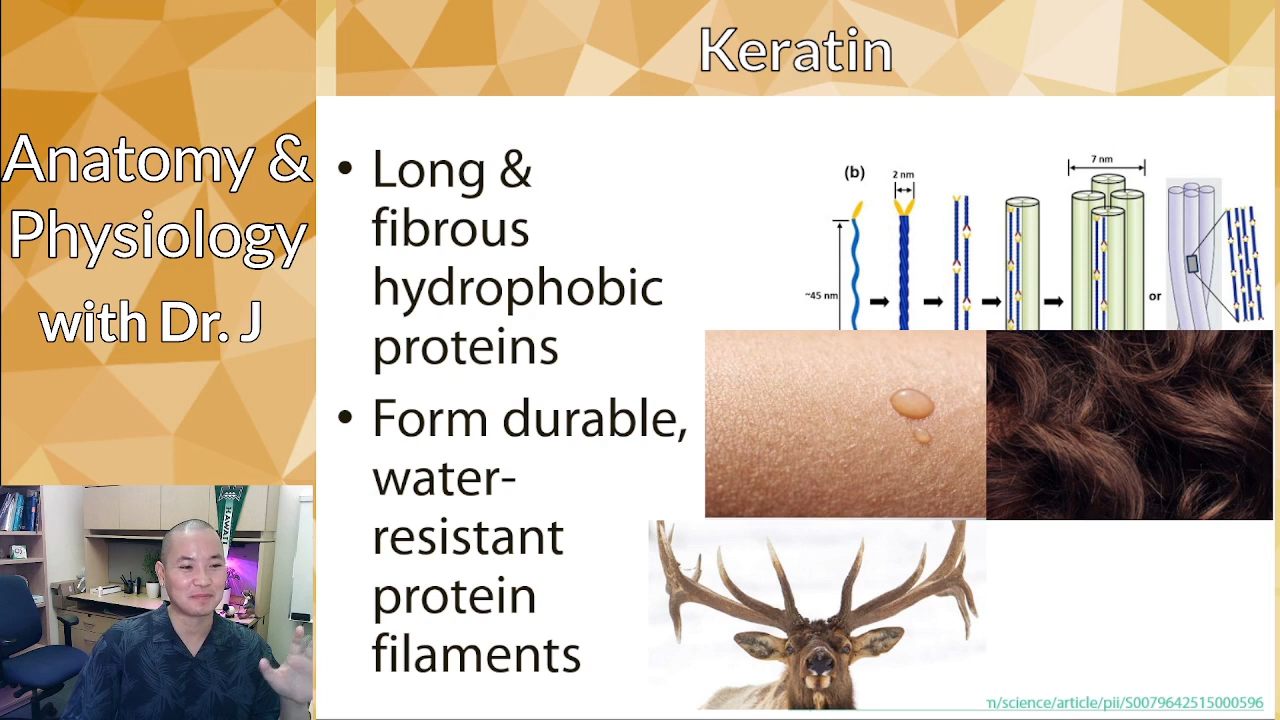 Keratin
Anatomy &
Physiology
with Dr. J
• Long &
fibrous
hydrophobic
proteins
• Form durable,
water-
resistant
protein
filaments
(b)
2 nm
7 nm
~45 nm
or
HAWAII
n/science/article/pii/S0079642515000596